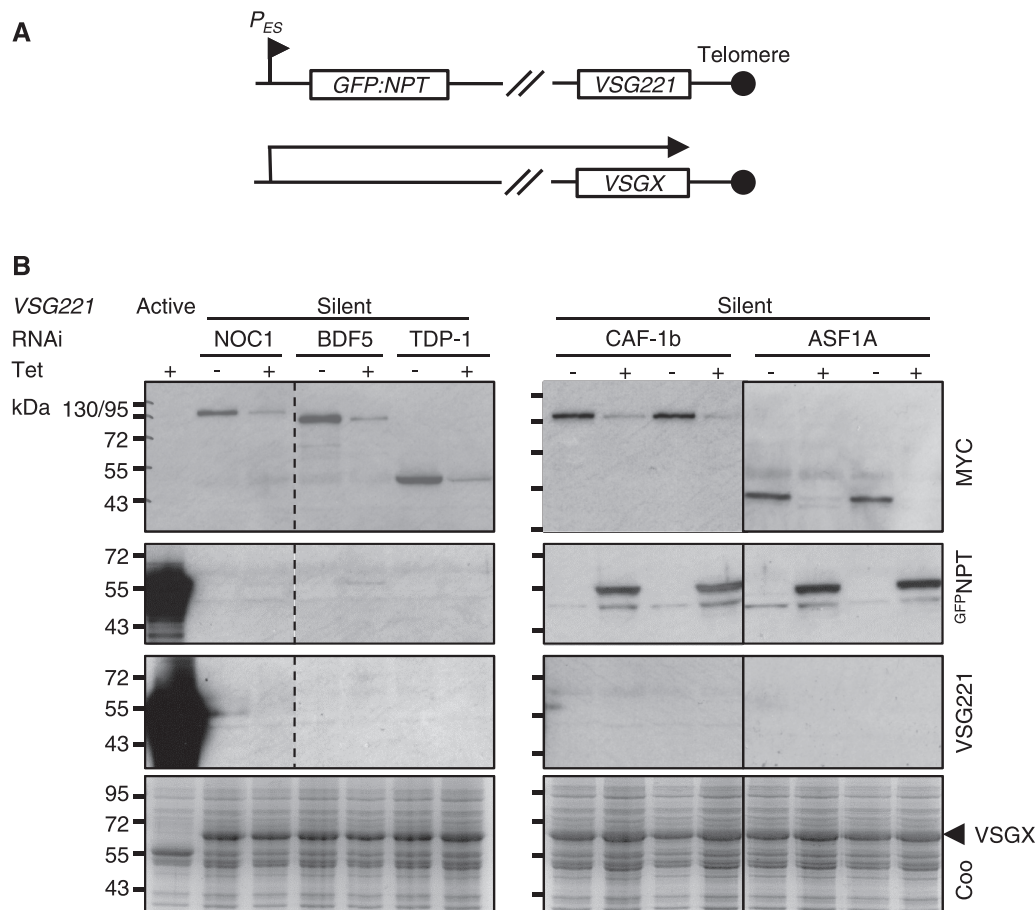 A
P_ES
GFP:NPT
VSG221
Telomere
VSGX
B
VSG221 Active Silent Silent
RNAi NOC1 BDF5 TDP-1 CAF-1b ASF1A
Tet + - + - + - + - + - + - + - +
kDa 130/95
72
55
43
MYC
72
55
43
GFPNPT
72
55
43
VSG221
95
72
55
43
VSGX
Coo